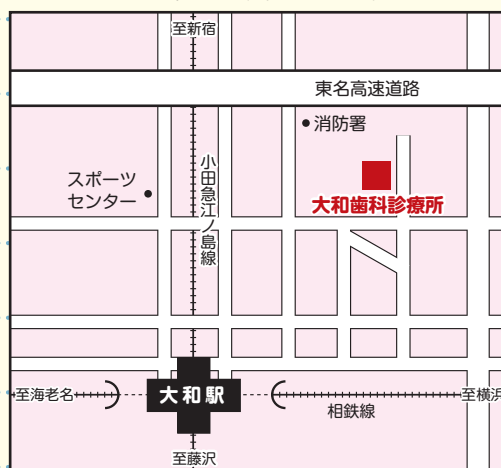 至新宿
東名高速道路
消防署
スポーツ
センター
小田急江ノ島線
大和歯科診療所
至海老名
大和駅
相鉄線
至横浜
至藤沢